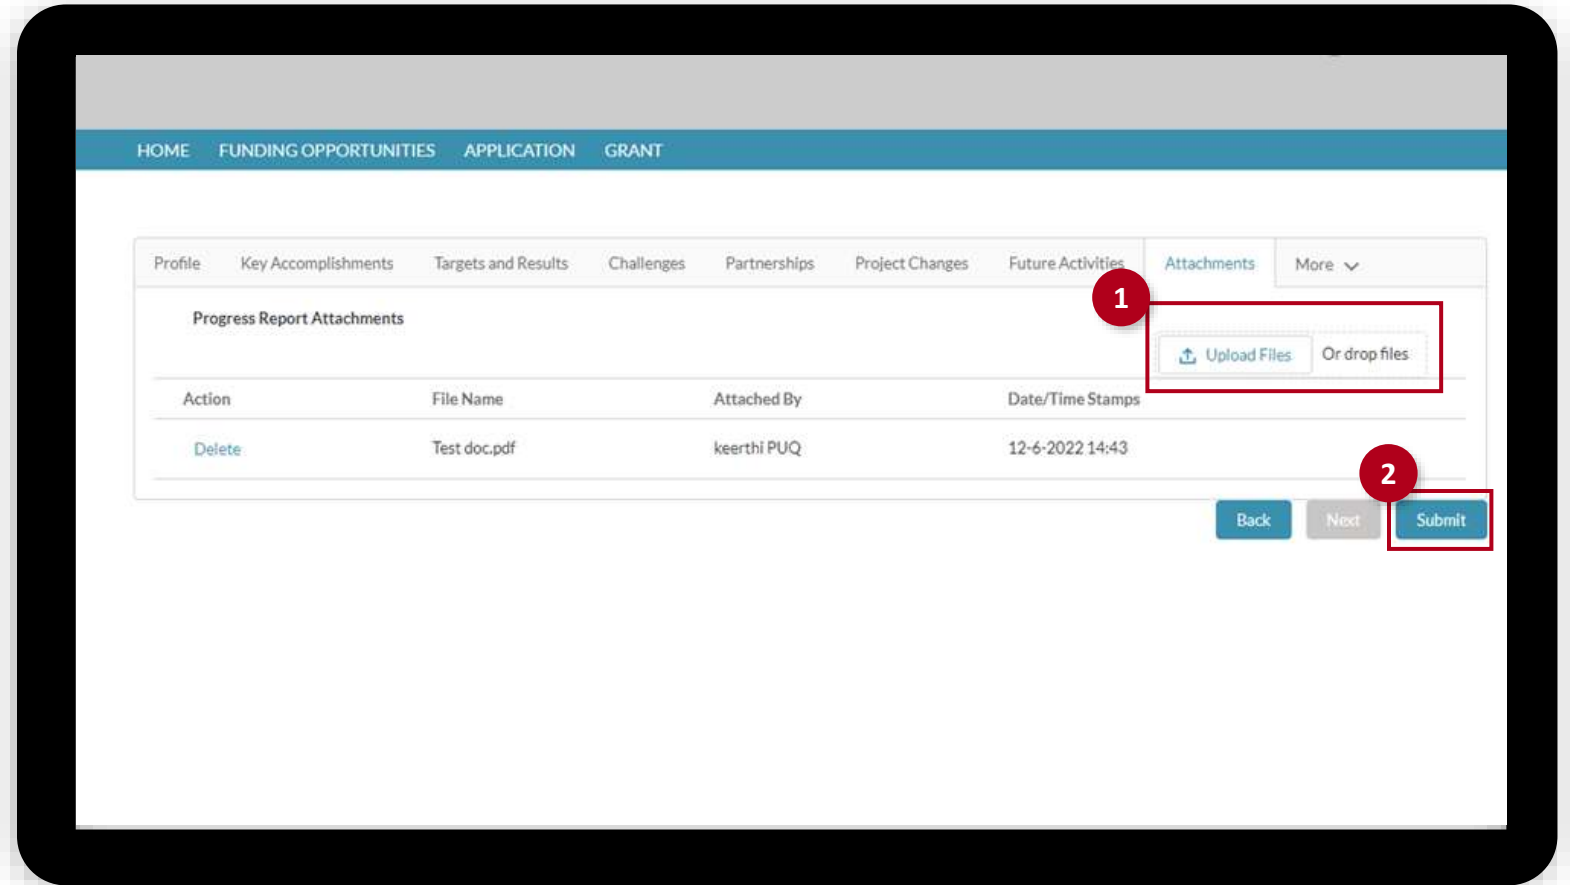 HOME FUNDING OPPORTUNITIES APPLICATION GRANT
Profile Key Accomplishments Targets and Results Challenges Partnerships Project Changes Future Activities Attachments More
1
Progress Report Attachments
Upload Files Or drop files
Action File Name Attached By Date/Time Stamps
Delete Test doc.pdf keerthi PUQ 12-6-2022 14:43
2
Back Next Submit